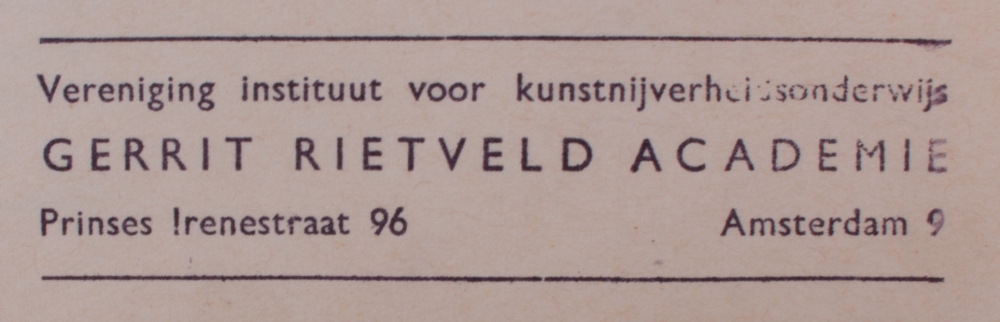 Vereniging instituut voor kunstnijverheidsonderwijs
GERRIT RIETVELD ACADEMIE
Prinses Irenestraat 96 Amsterdam 9